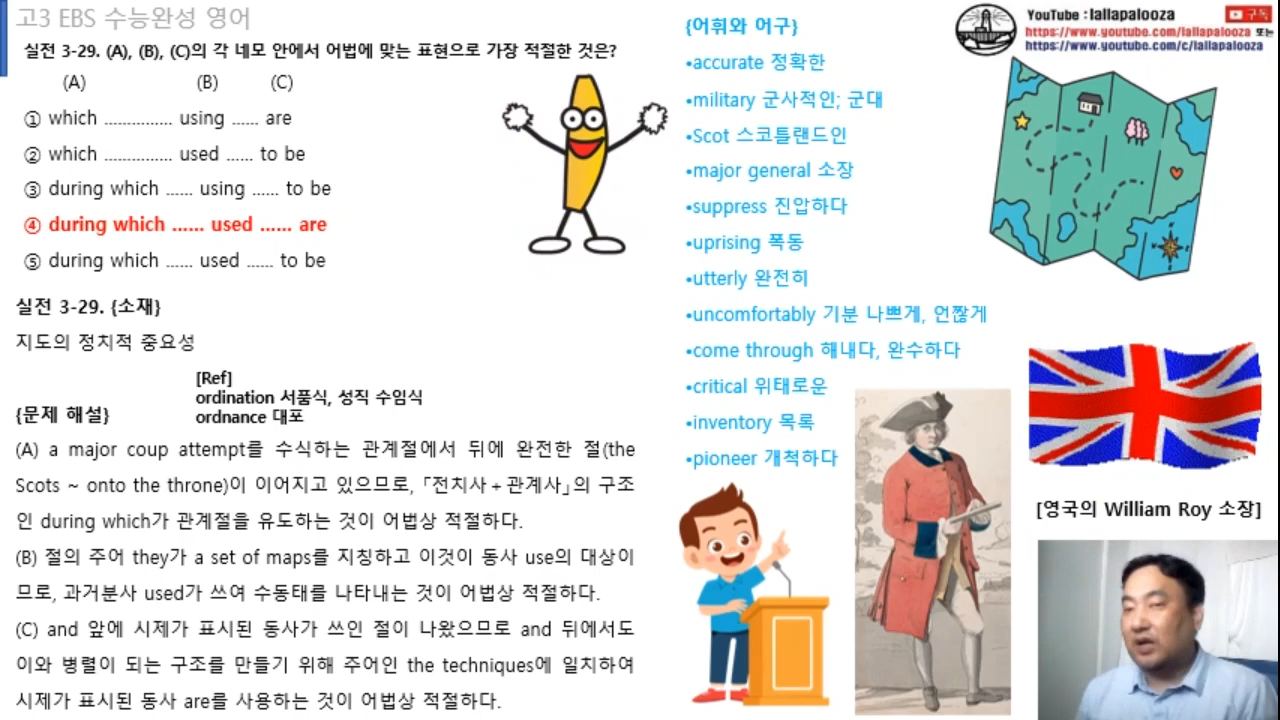 고3 EBS 수능완성 영어
실전 3-29. (A), (B), (C)의 각 네모 안에서 어법에 맞는 표현으로 가장 적절한 것은?
(A) (B) (C)
① which .............. using ...... are
② which .............. used ...... to be
③ during which ...... using ...... to be
④ during which ...... used ...... are
⑤ during which ...... used ...... to be
실전 3-29. {소재}
지도의 정치적 중요성
[Ref]
ordination 서품식, 성직 수임식
ordnance 대포
{문제 해설}
(A) a major coup attempt를 수식하는 관계절에서 뒤에 완전한 절(the
Scots ~ onto the throne)이 이어지고 있으므로, 「전치사+관계사」의 구조
인 during which가 관계절을 유도하는 것이 어법상 적절하다.
(B) 절의 주어 they가 a set of maps를 지칭하고 이것이 동사 use의 대상이
므로, 과거분사 used가 쓰여 수동태를 나타내는 것이 어법상 적절하다.
(C) and 앞에 시제가 표시된 동사가 쓰인 절이 나왔으므로 and 뒤에서도
이와 병렬이 되는 구조를 만들기 위해 주어인 the techniques에 일치하여
시제가 표시된 동사 are를 사용하는 것이 어법상 적절하다.
{어휘와 어구}
•accurate 정확한
•military 군사적인; 군대
•Scot 스코틀랜드인
•major general 소장
•suppress 진압하다
•uprising 폭동
•utterly 완전히
•uncomfortably 기분 나쁘게, 언짢게
•come through 해내다, 완수하다
•critical 위태로운
•inventory 목록
•pioneer 개척하다
YouTube : lallapalooza
구독
https://www.youtube.com/lallapalooza 또는
https://www.youtube.com/c/lallapalooza
[영국의 William Roy 소장]